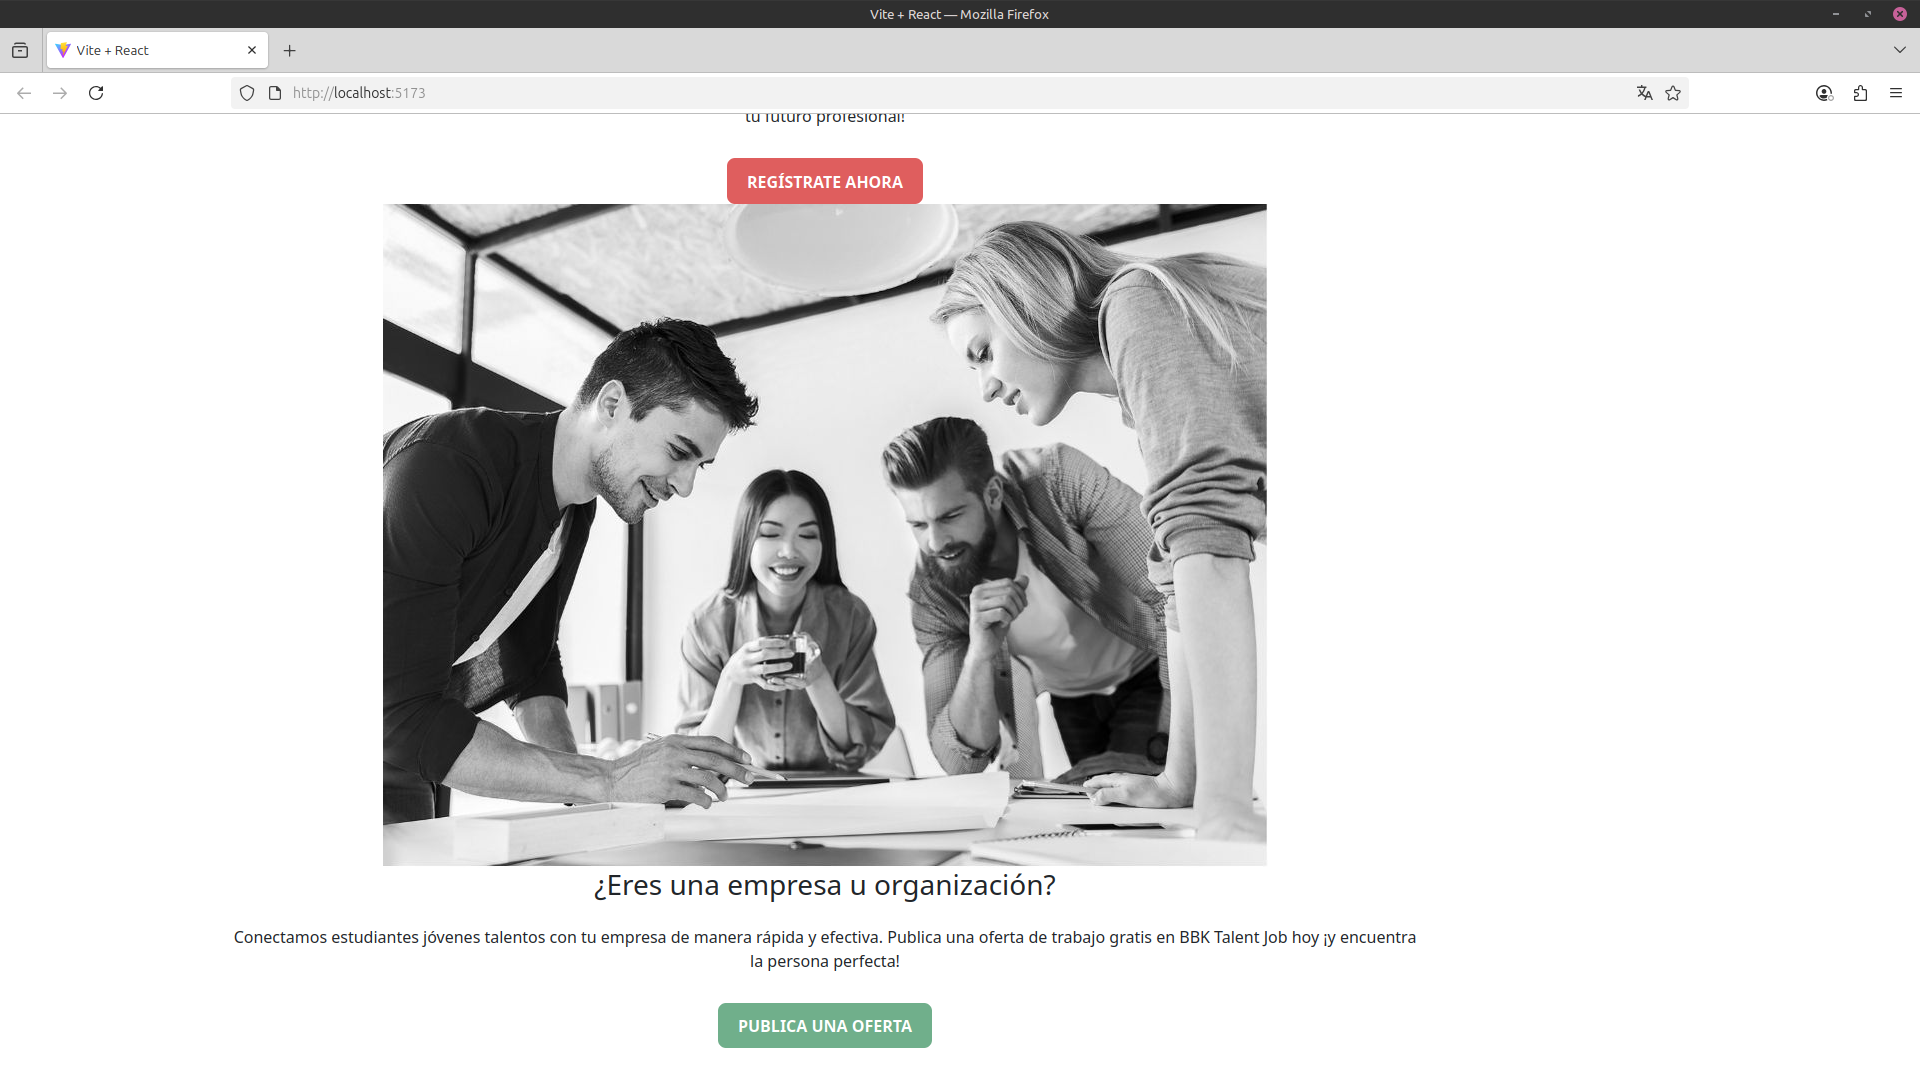 Vite + React — Mozilla Firefox
Vite + React
http://localhost:5173
tu futuro profesional!
REGÍSTRATE AHORA
¿Eres una empresa u organización?
Conectamos estudiantes jóvenes talentos con tu empresa de manera rápida y efectiva. Publica una oferta de trabajo gratis en BBK Talent Job hoy ¡y encuentra
la persona perfecta!
PUBLICA UNA OFERTA